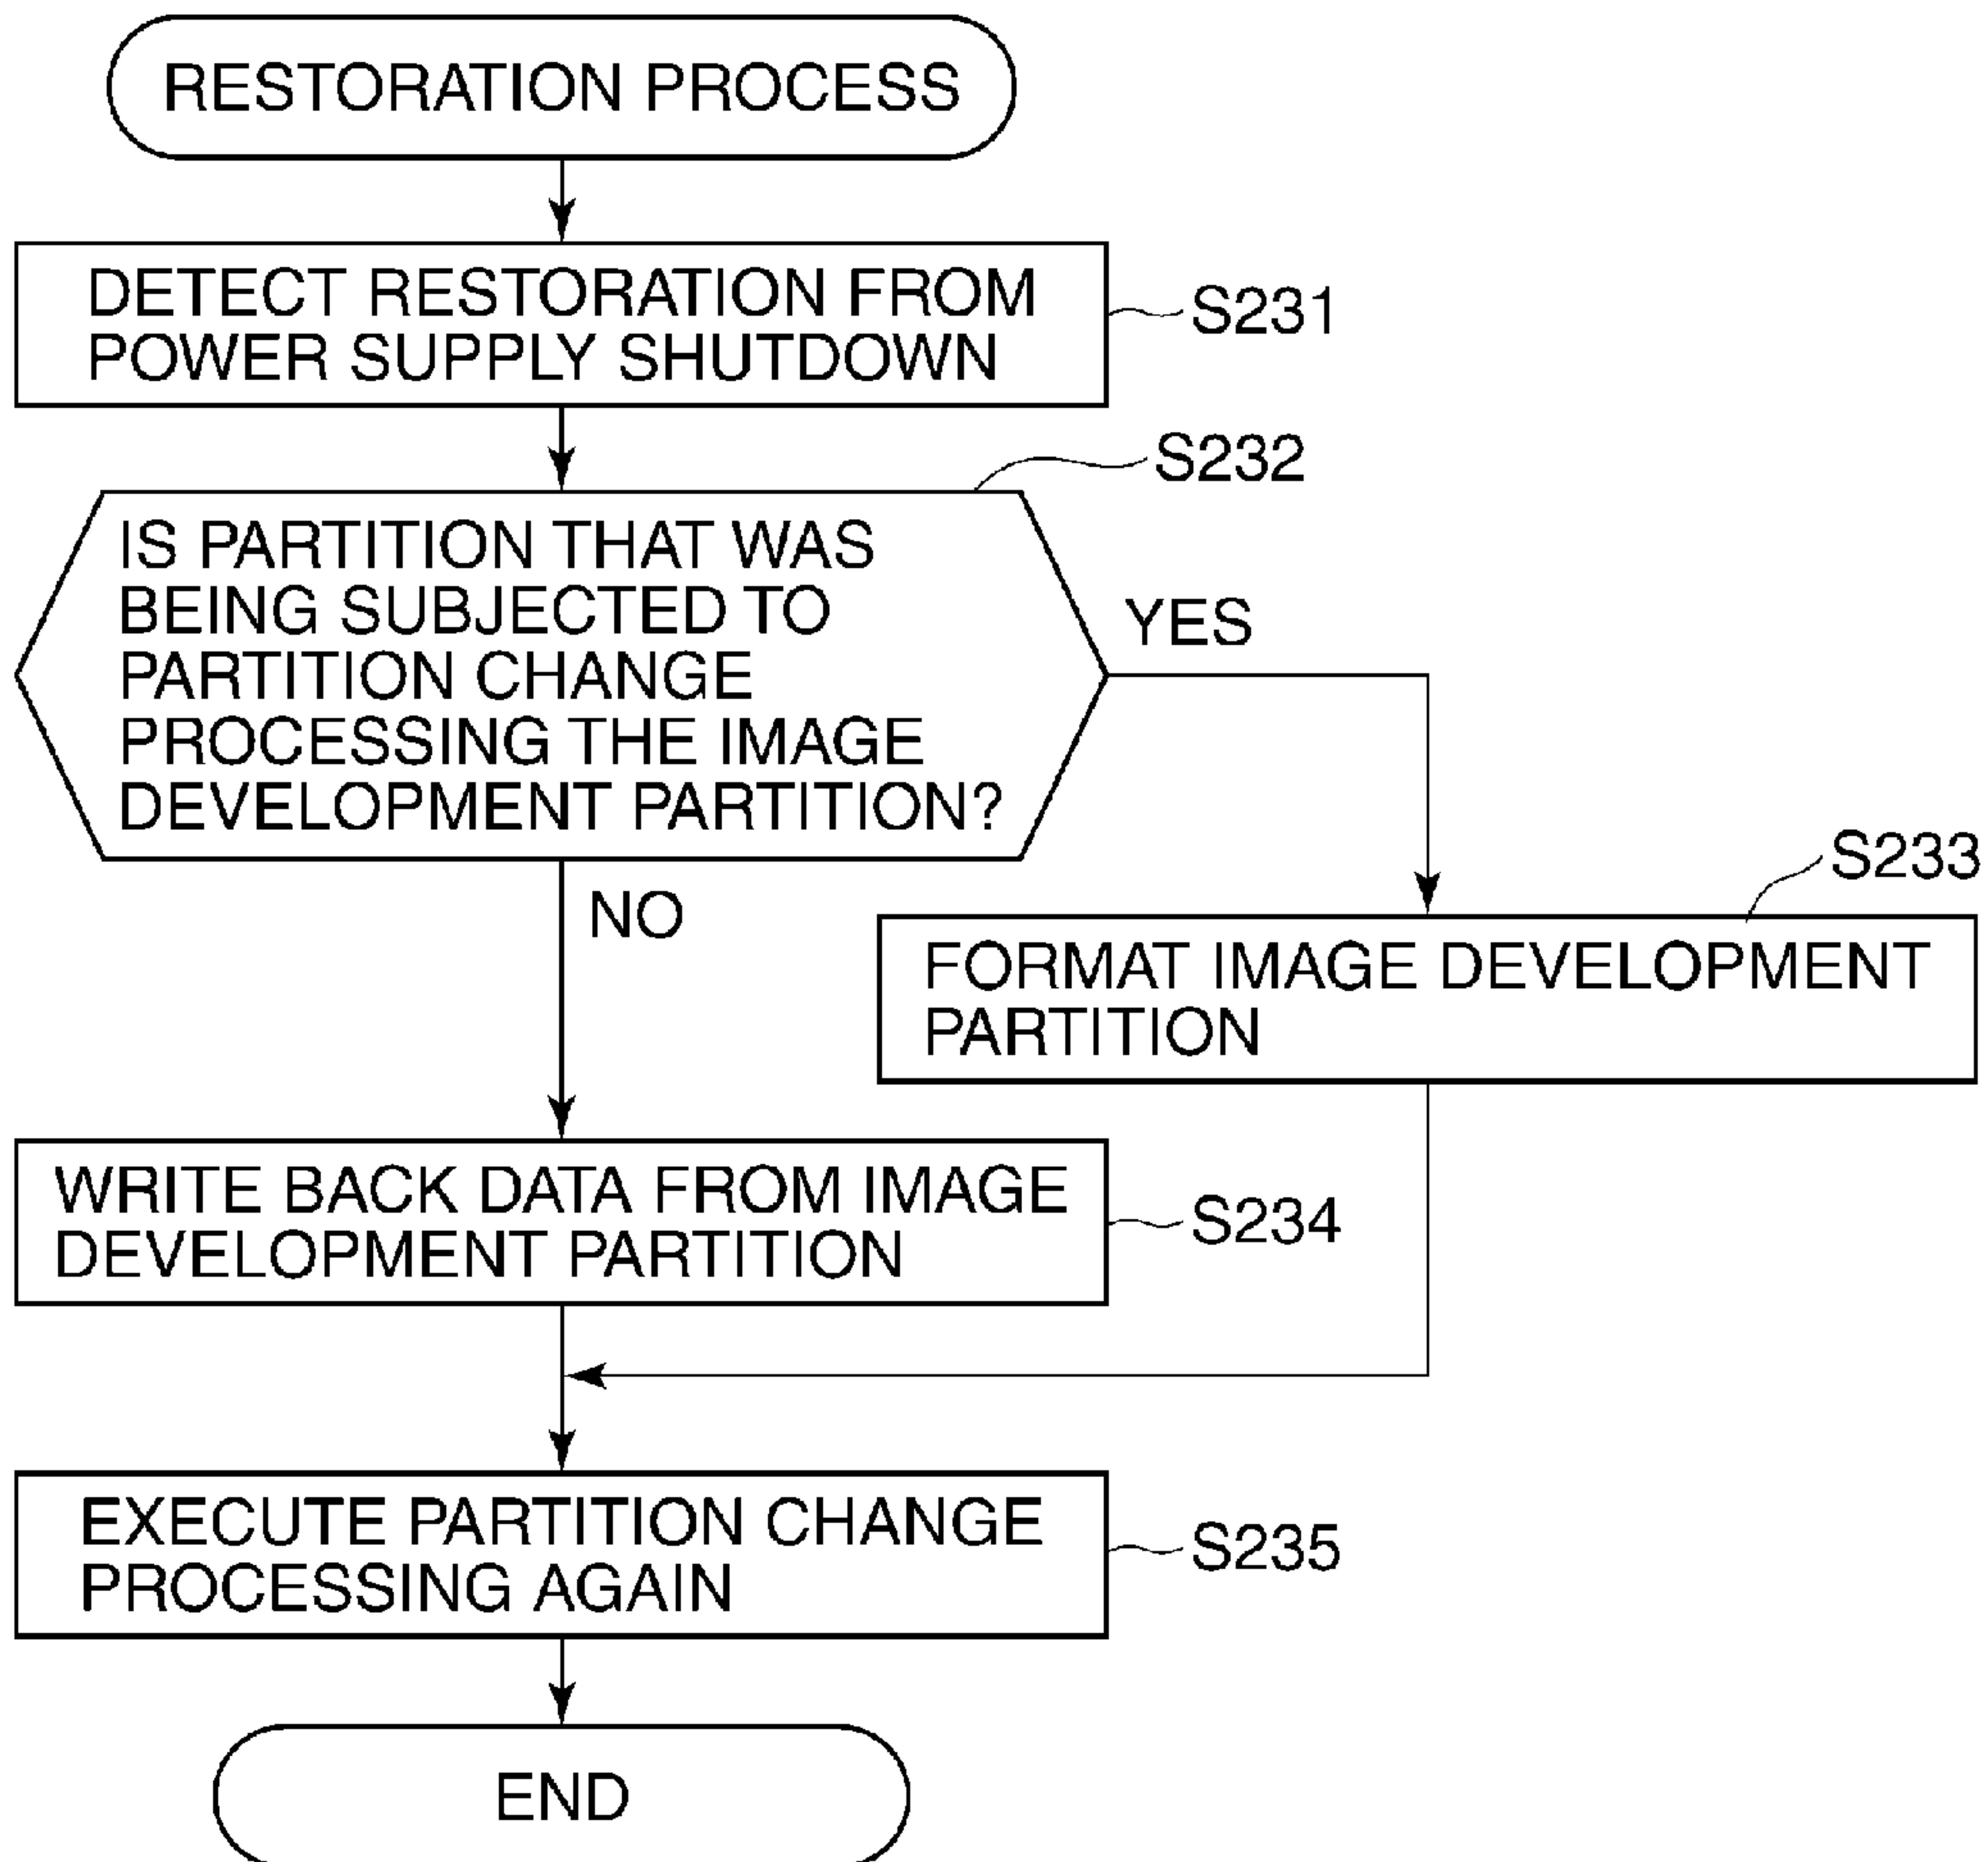 RESTORATION PROCESS
DETECT RESTORATION FROM
POWER SUPPLY SHUTDOWN
S231
S232
IS PARTITION THAT WAS
BEING SUBJECTED TO
PARTITION CHANGE
PROCESSING THE IMAGE
DEVELOPMENT PARTITION?
YES
NO
S233
FORMAT IMAGE DEVELOPMENT
PARTITION
WRITE BACK DATA FROM IMAGE
DEVELOPMENT PARTITION
S234
EXECUTE PARTITION CHANGE
PROCESSING AGAIN
S235
END